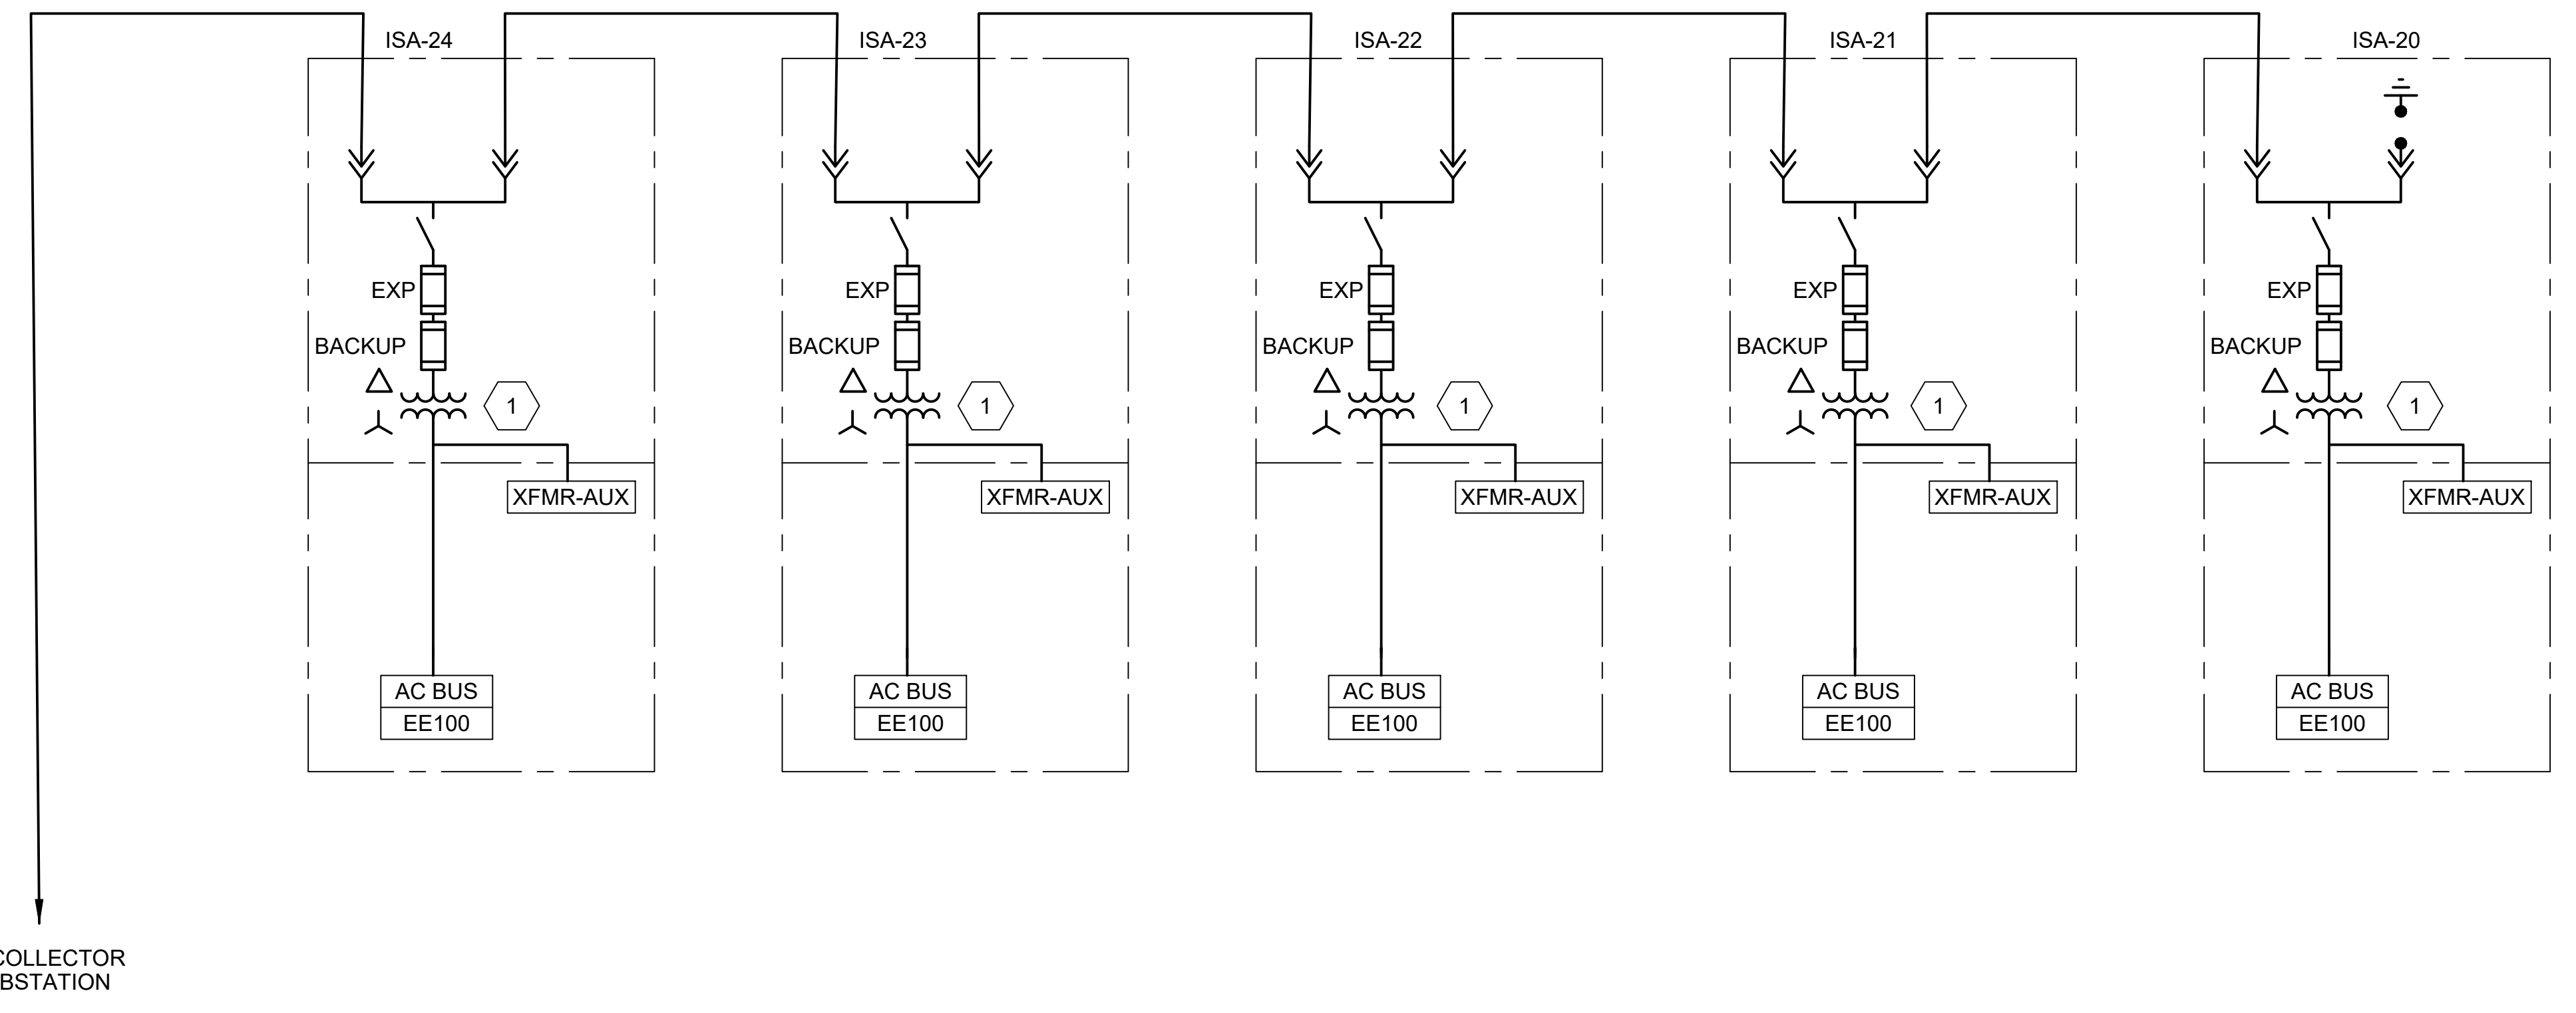 ISA-24
ISA-23
ISA-22
ISA-21
ISA-20
EXP
EXP
EXP
EXP
EXP
BACKUP
BACKUP
BACKUP
BACKUP
BACKUP
1
1
1
1
1
XFMR-AUX
XFMR-AUX
XFMR-AUX
XFMR-AUX
XFMR-AUX
AC BUS
AC BUS
AC BUS
AC BUS
AC BUS
EE100
EE100
EE100
EE100
EE100
COLLECTOR
BSTATION